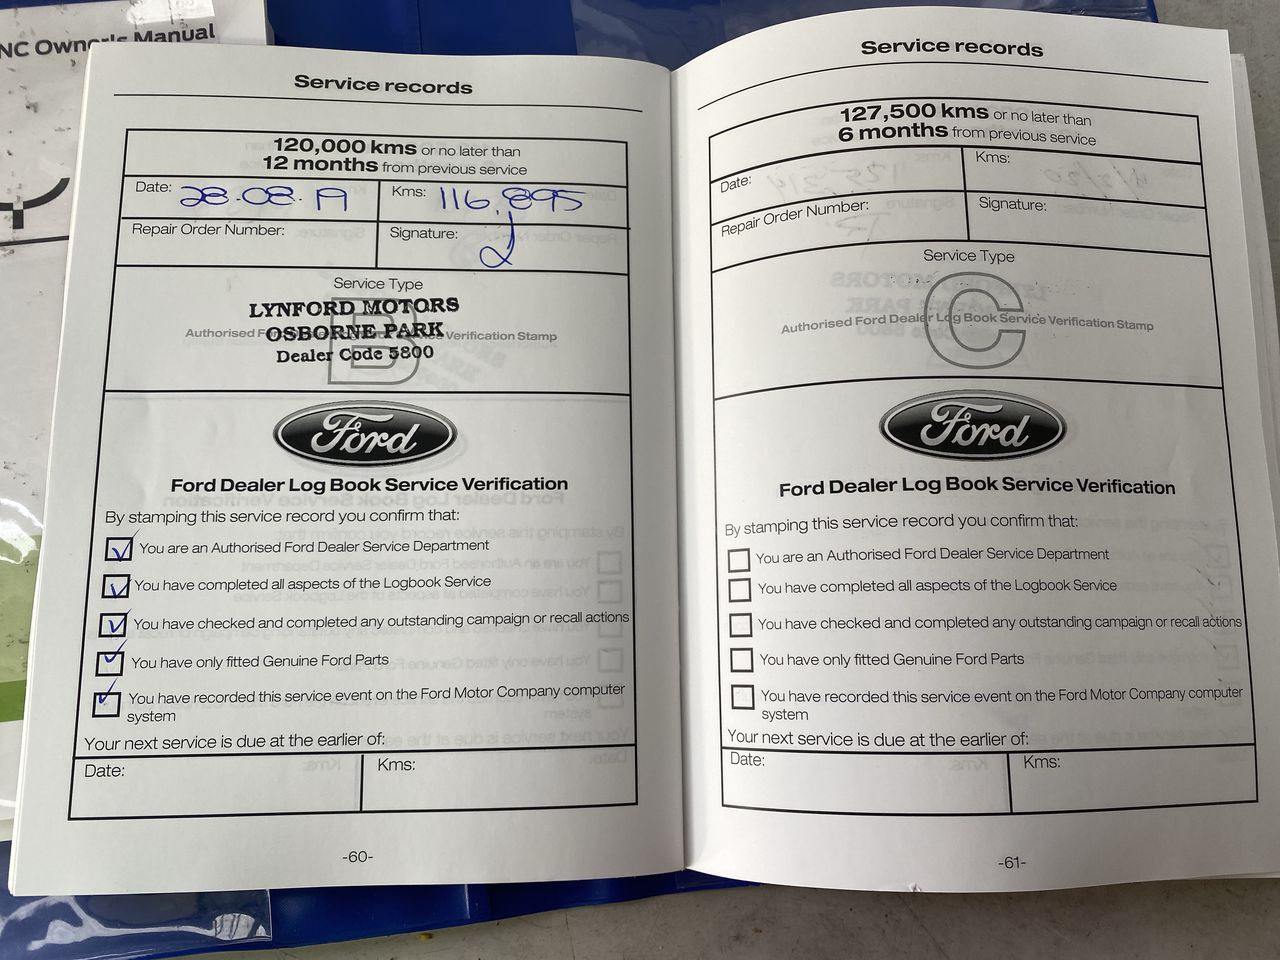 NC Owner's Manual
Service records
120,000 kms or no later than
12 months from previous service
Date: 28.08.19 Kms: 116,895
Repair Order Number: Signature:
Service Type
B
LYNFORD MOTORS
OSBORNE PARK
Dealer Code 5800
Ford
Ford Dealer Log Book Service Verification
By stamping this service record you confirm that:
You are an Authorised Ford Dealer Service Department
You have completed all aspects of the Logbook Service
You have checked and completed any outstanding campaign or recall actions
You have only fitted Genuine Ford Parts
You have recorded this service event on the Ford Motor Company computer
system
Your next service is due at the earlier of:
Date: Kms:
-60-
Service records
127,500 kms or no later than
6 months from previous service
Date: Kms:
Repair Order Number: Signature:
Service Type
C
Authorised Ford Dealer Log Book Service Verification Stamp
Ford
Ford Dealer Log Book Service Verification
By stamping this service record you confirm that:
You are an Authorised Ford Dealer Service Department
You have completed all aspects of the Logbook Service
You have checked and completed any outstanding campaign or recall actions
You have only fitted Genuine Ford Parts
You have recorded this service event on the Ford Motor Company computer
system
Your next service is due at the earlier of:
Date: Kms:
-61-